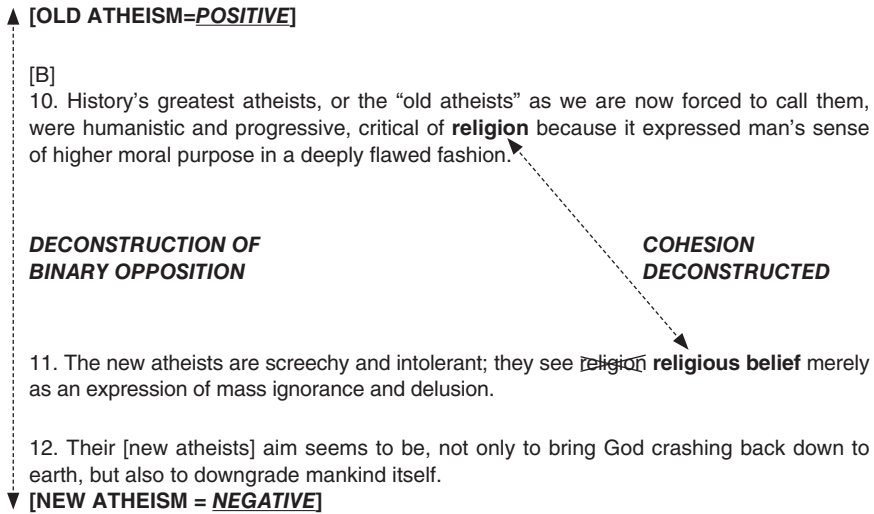 [OLD ATHEISM=POSITIVE]
[B]
10. History's greatest atheists, or the “old atheists” as we are now forced to call them,
were humanistic and progressive, critical of religion because it expressed man's sense
of higher moral purpose in a deeply flawed fashion.
DECONSTRUCTION OF
BINARY OPPOSITION
COHESION
DECONSTRUCTED
11. The new atheists are screechy and intolerant; they see religion religious belief merely
as an expression of mass ignorance and delusion.
12. Their [new atheists] aim seems to be, not only to bring God crashing back down to
earth, but also to downgrade mankind itself.
[NEW ATHEISM = NEGATIVE]